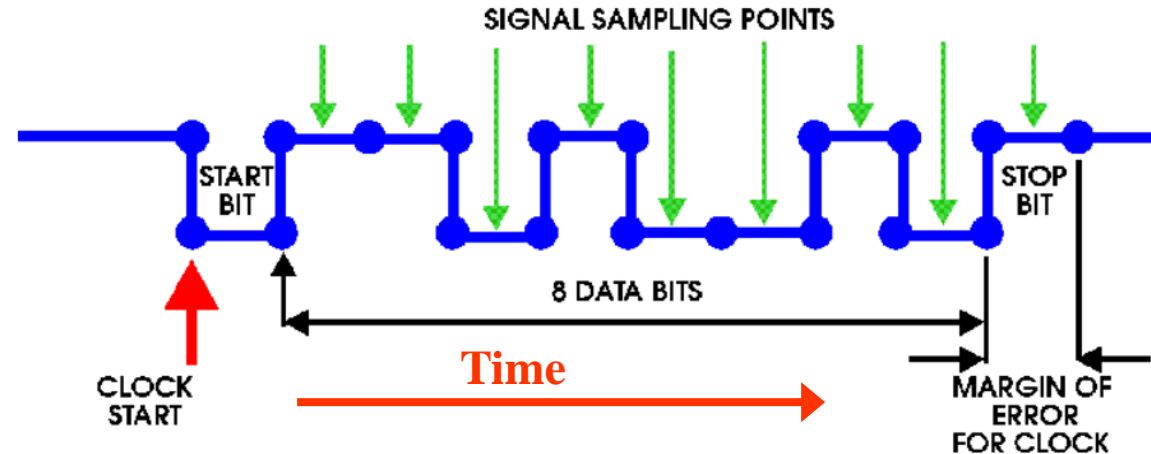 SIGNAL SAMPLING POINTS
START
BIT
STOP
BIT
8 DATA BITS
Time
CLOCK
START
MARGIN OF
ERROR
FOR CLOCK